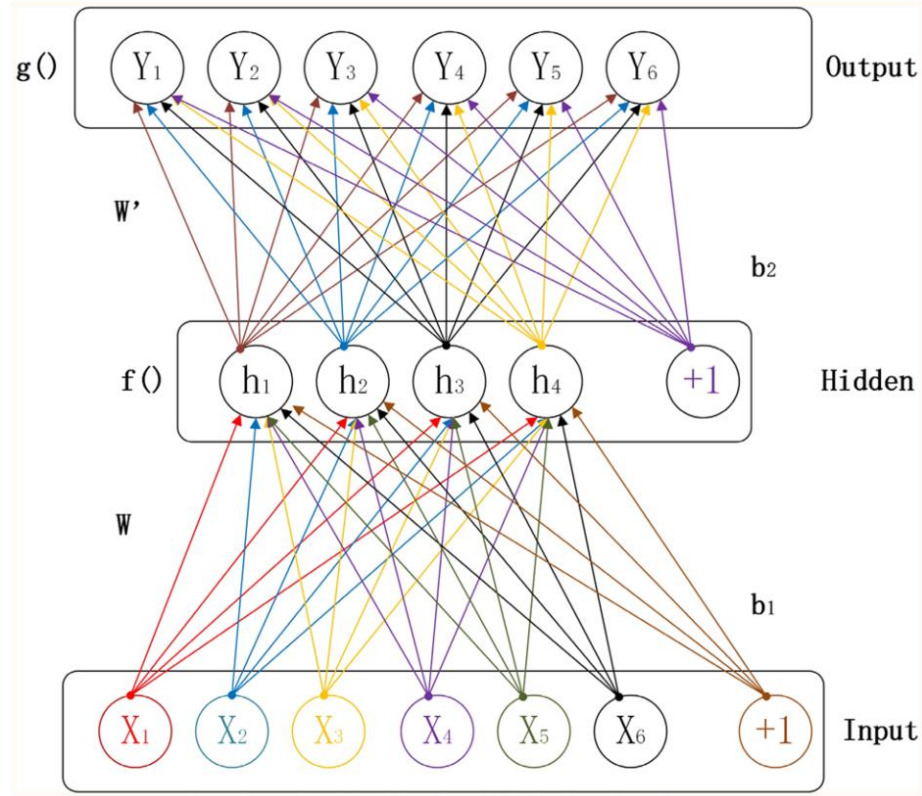 g() Y1 Y2 Y3 Y4 Y5 Y6 Output
W'
b2
f() h1 h2 h3 h4 +1 Hidden
W
b1
X1 X2 X3 X4 X5 X6 +1 Input